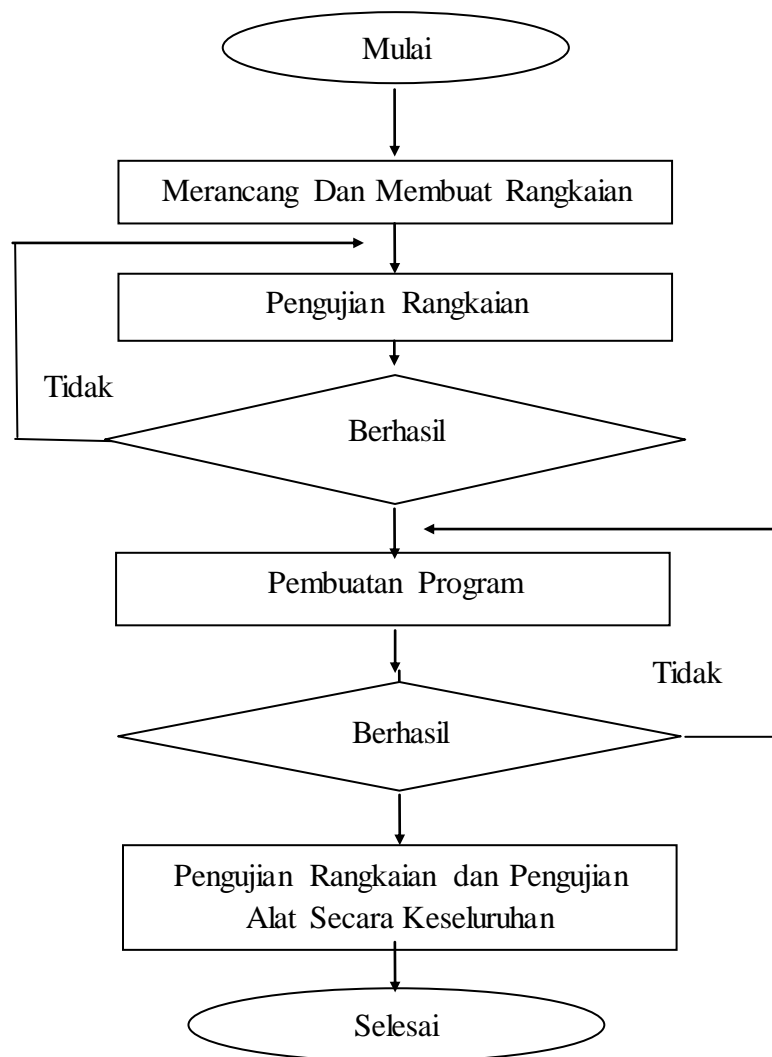 Mulai
Merancang Dan Membuat Rangkaian
Pengujian Rangkaian
Tidak
Berhasil
Pembuatan Program
Tidak
Berhasil
Pengujian Rangkaian dan Pengujian
Alat Secara Keseluruhan
Selesai